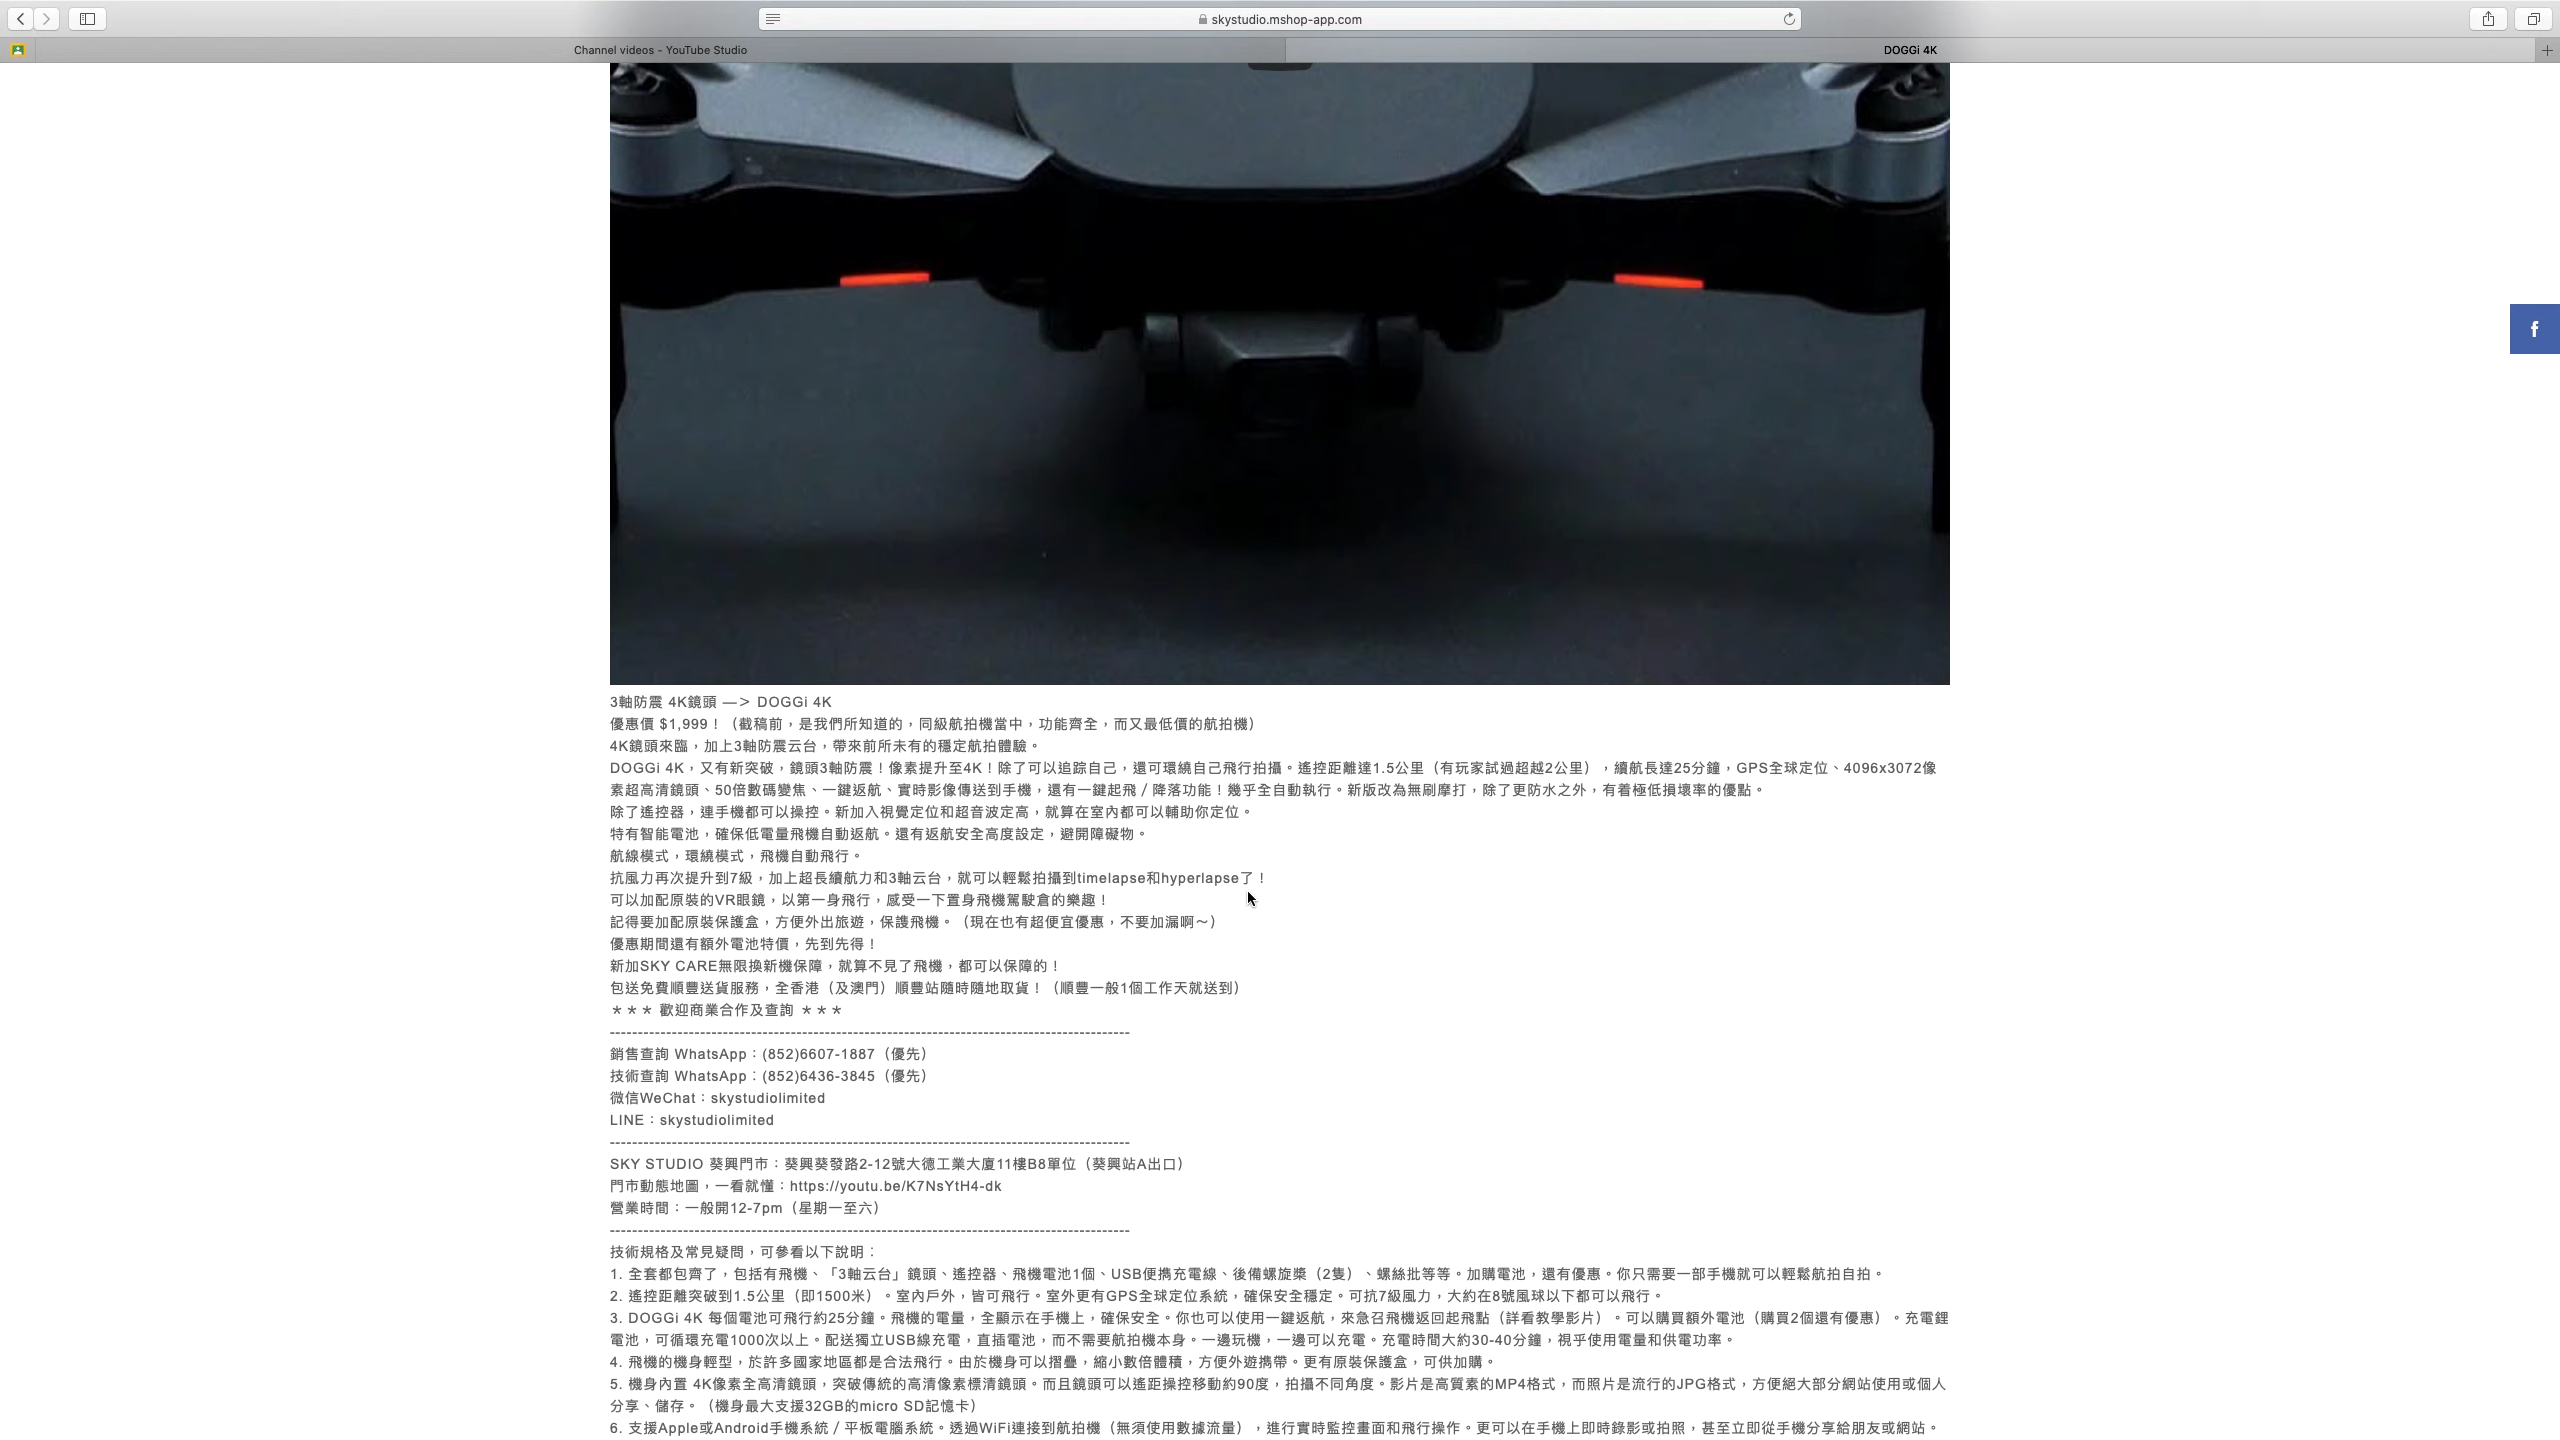 skystudio.mshop-app.com
Channel videos - YouTube Studio
DOGGi 4K
f
3軸防震 4K鏡頭 —> DOGGi 4K
優惠價 $1,999！（截稿前，是我們所知道的，同級航拍機當中，功能齊全，而又最低價的航拍機）
4K鏡頭來臨，加上3軸防震云台，帶來前所未有的穩定航拍體驗。
DOGGi 4K，又有新突破，鏡頭3軸防震！像素提升至4K！除了可以追踪自己，還可環繞自己飛行拍攝。遙控距離達1.5公里（有玩家試過超越2公里），續航長達25分鐘，GPS全球定位、4096x3072像
素超高清鏡頭、50倍數碼變焦、一鍵返航、實時影像傳送到手機，還有一鍵起飛 / 降落功能！幾乎全自動執行。新版改為無刷摩打，除了更防水之外，有着極低損壞率的優點。
除了遙控器，連手機都可以操控。新加入視覺定位和超音波定高，就算在室內都可以輔助你定位。
特有智能電池，確保低電量飛機自動返航。還有返航安全高度設定，避開障礙物。
航線模式，環繞模式，飛機自動飛行。
抗風力再次提升到7級，加上超長續航力和3軸云台，就可以輕鬆拍攝到timelapse和hyperlapse了！
可以加配原裝的VR眼鏡，以第一身飛行，感受一下置身飛機駕駛倉的樂趣！
記得要加配原裝保護盒，方便外出旅遊，保護飛機。（現在也有超便宜優惠，不要加漏啊～）
優惠期間還有額外電池特價，先到先得！
新加SKY CARE無限換新機保障，就算不見了飛機，都可以保障的！
包送免費順豐送貨服務，全香港（及澳門）順豐站隨時隨地取貨！（順豐一般1個工作天就送到）
＊＊＊ 歡迎商業合作及查詢 ＊＊＊
---------------------------------------------------------------------------------------------
銷售查詢 WhatsApp：(852)6607-1887（優先）
技術查詢 WhatsApp：(852)6436-3845（優先）
微信WeChat：skystudiolimited
LINE：skystudiolimited
---------------------------------------------------------------------------------------------
SKY STUDIO 葵興門市：葵興葵發路2-12號大德工業大廈11樓B8單位（葵興站A出口）
門市動態地圖，一看就懂：https://youtu.be/K7NsYtH4-dk
營業時間：一般開12-7pm（星期一至六）
---------------------------------------------------------------------------------------------
技術規格及常見疑問，可參看以下說明：
1. 全套都包齊了，包括有飛機、「3軸云台」鏡頭、遙控器、飛機電池1個、USB便携充電線、後備螺旋槳（2隻）、螺絲批等等。加購電池，還有優惠。你只需要一部手機就可以輕鬆航拍自拍。
2. 遙控距離突破到1.5公里（即1500米）。室內戶外，皆可飛行。室外更有GPS全球定位系統，確保安全穩定。可抗7級風力，大約在8號風球以下都可以飛行。
3. DOGGi 4K 每個電池可飛行約25分鐘。飛機的電量，全顯示在手機上，確保安全。你也可以使用一鍵返航，來急召飛機返回起飛點（詳看教學影片）。可以購買額外電池（購買2個還有優惠）。充電鋰
電池，可循環充電1000次以上。配送獨立USB線充電，直插電池，而不需要航拍機本身。一邊玩機，一邊可以充電。充電時間大約30-40分鐘，視乎使用電量和供電功率。
4. 飛機的機身輕型，於許多國家地區都是合法飛行。由於機身可以摺疊，縮小數倍體積，方便外遊携帶。更有原裝保護盒，可供加購。
5. 機身內置 4K像素全高清鏡頭，突破傳統的高清像素標清鏡頭。而且鏡頭可以遙距操控移動約90度，拍攝不同角度。影片是高質素的MP4格式，而照片是流行的JPG格式，方便絕大部分網站使用或個人
分享、儲存。（機身最大支援32GB的micro SD記憶卡）
6. 支援Apple或Android手機系統 / 平板電腦系統。透過WiFi連接到航拍機（無須使用數據流量），進行實時監控畫面和飛行操作。更可以在手機上即時錄影或拍照，甚至立即從手機分享給朋友或網站。